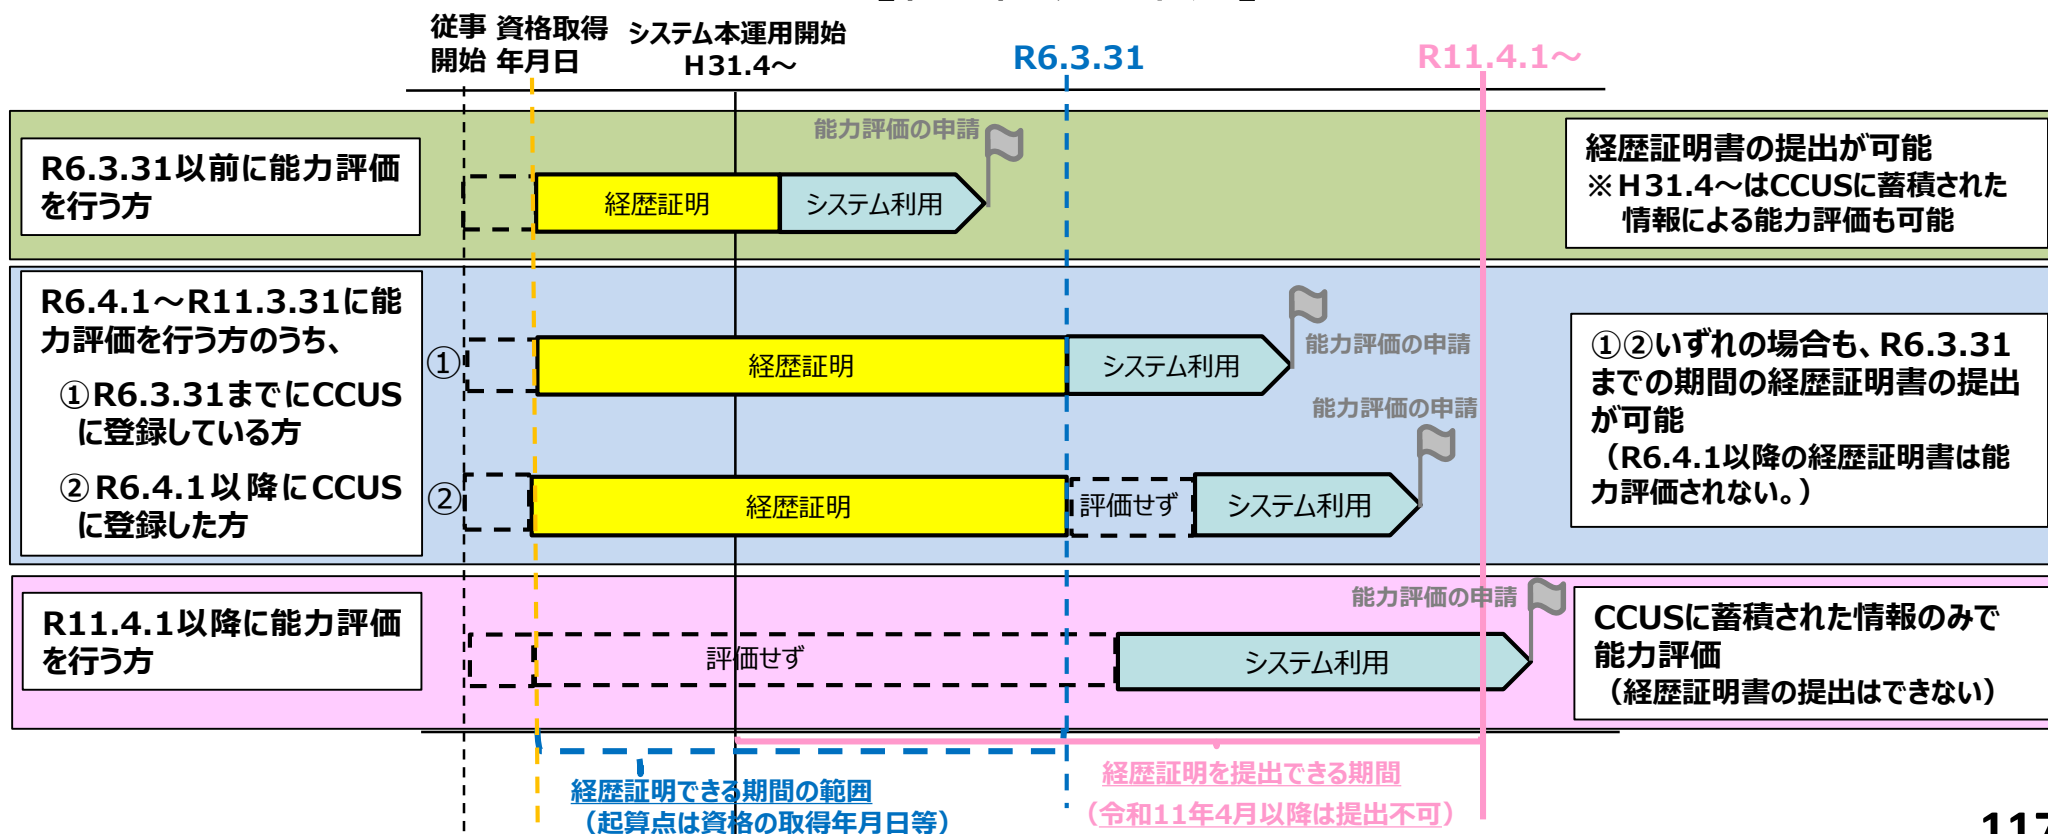 従事
開始
資格取得
年月日
システム本運用開始
H31.4～
R6.3.31
R11.4.1～
R6.3.31以前に能力評価
を行う方
経歴証明
システム利用
能力評価の申請
経歴証明書の提出が可能
※H31.4～はCCUSに蓄積された
情報による能力評価も可能
R6.4.1～R11.3.31に能
力評価を行う方のうち、
①R6.3.31までにCCUS
に登録している方
②R6.4.1以降にCCUS
に登録した方
①
経歴証明
システム利用
能力評価の申請
②
経歴証明
評価せず
システム利用
能力評価の申請
①②いずれの場合も、R6.3.31
までの期間の経歴証明書の提出
が可能
（R6.4.1以降の経歴証明書は能
力評価されない。）
R11.4.1以降に能力評価
を行う方
評価せず
システム利用
能力評価の申請
CCUSに蓄積された情報のみで
能力評価
（経歴証明書の提出はできない）
経歴証明できる期間の範囲
（起算点は資格の取得年月日等）
経歴証明を提出できる期間
（令和11年4月以降は提出不可）
117